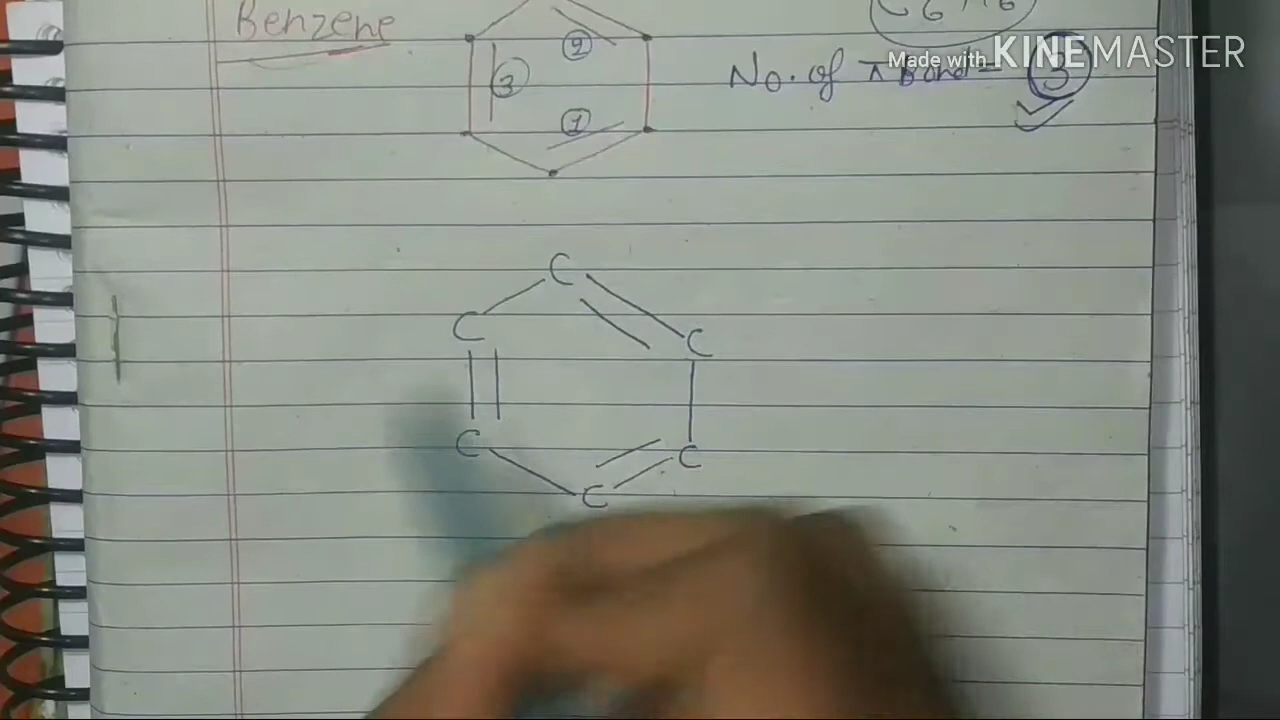 Benzene
C6H6
②
Made with KINEMASTER
No. of π Bond = ③
③
①
C
C
C
C
C
C